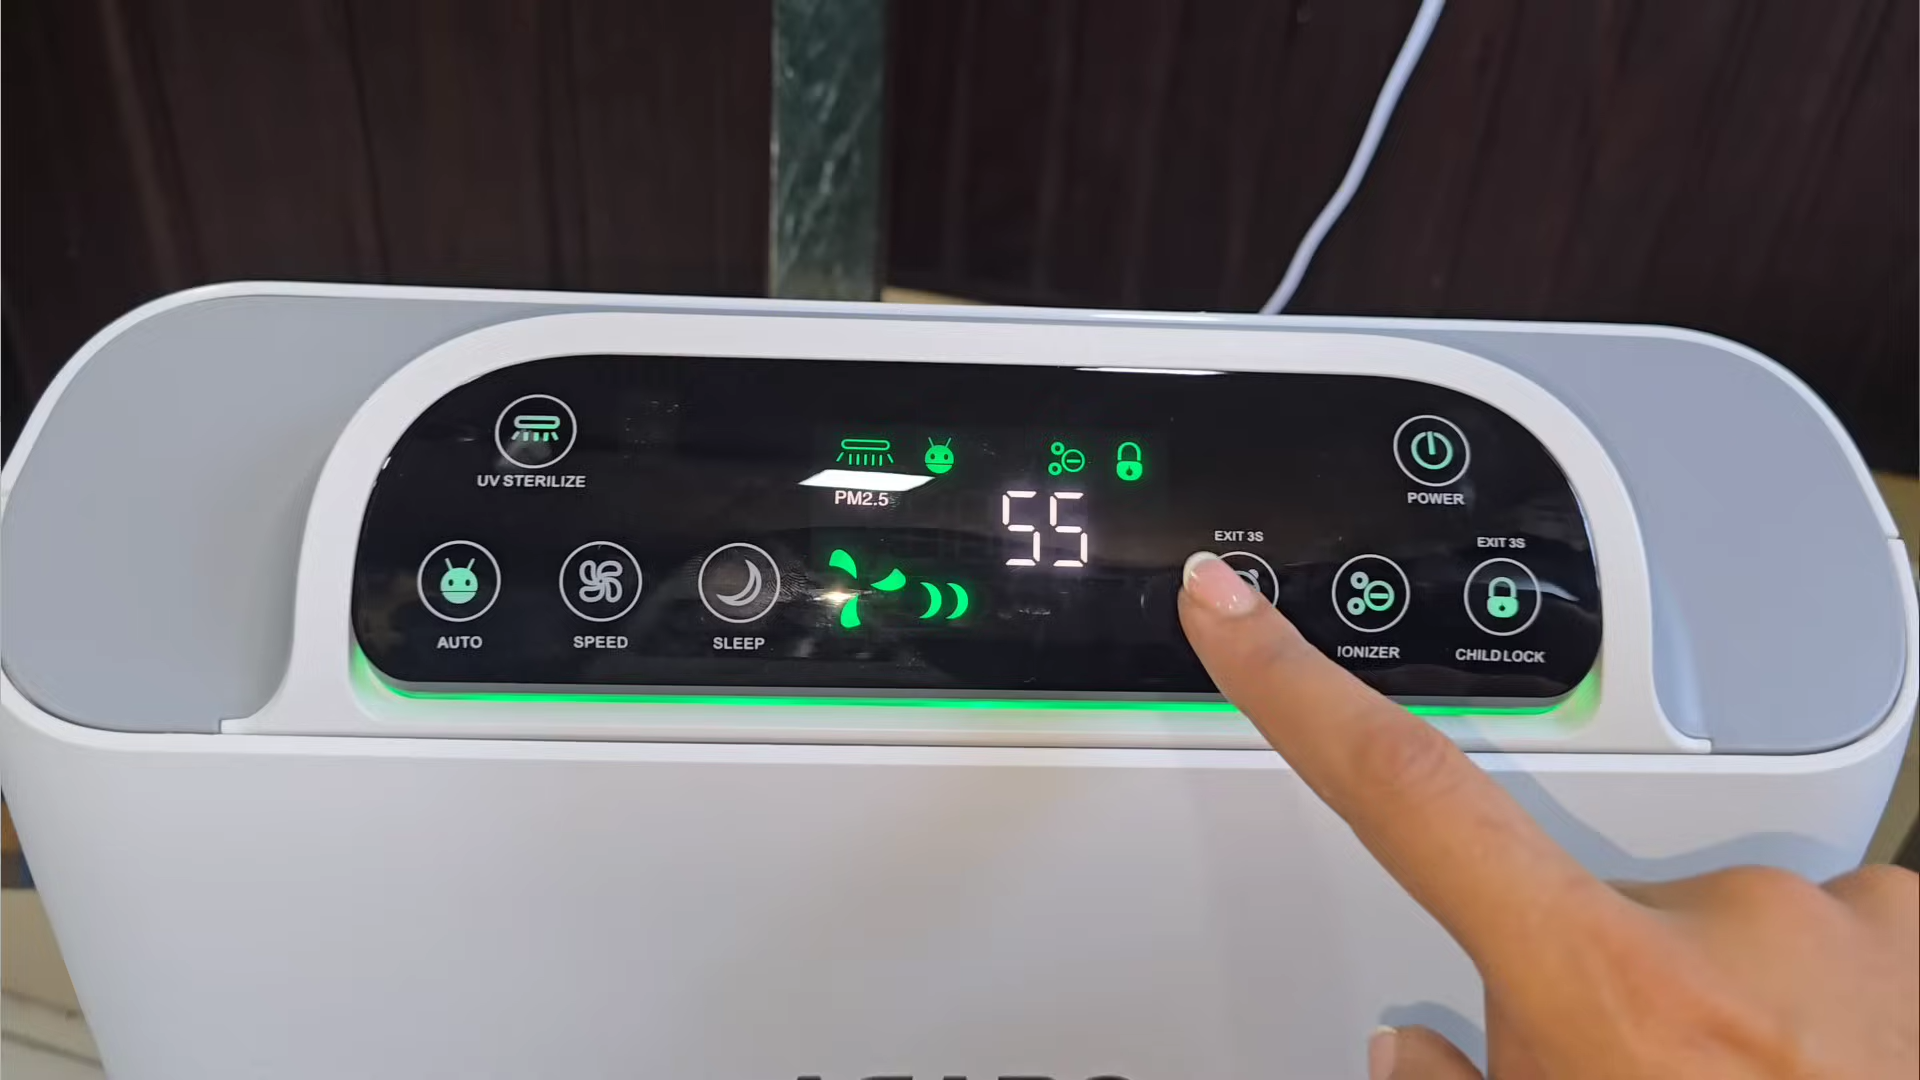 UV STERILIZE
PM2.5
55
POWER
EXIT 3S
EXIT 3S
AUTO
SPEED
SLEEP
IONIZER
CHILD LOCK